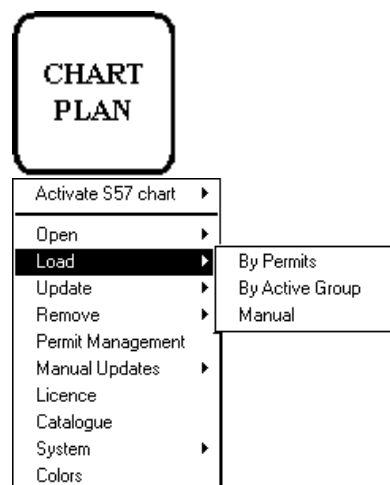 CHART
PLAN
Activate S57 chart
Open
Load
By Permits
Update
By Active Group
Remove
Manual
Permit Management
Manual Updates
Licence
Catalogue
System
Colors